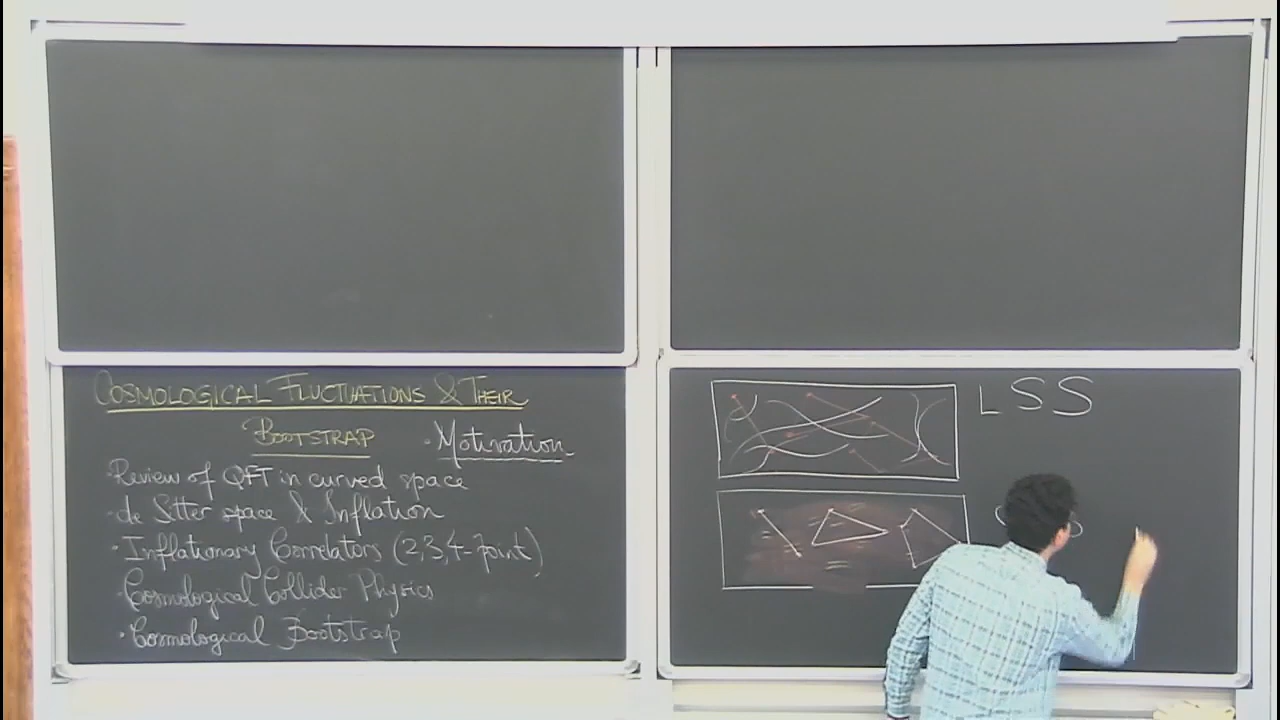 COSMOLOGICAL FLUCTUATIONS & THEIR
BOOTSTRAP · Motivation
· Review of QFT in curved space
· de Sitter space & Inflation
· Inflationary Correlators (2,3,4-point)
· Cosmological Collider Physics
· Cosmological Bootstrap
LSS